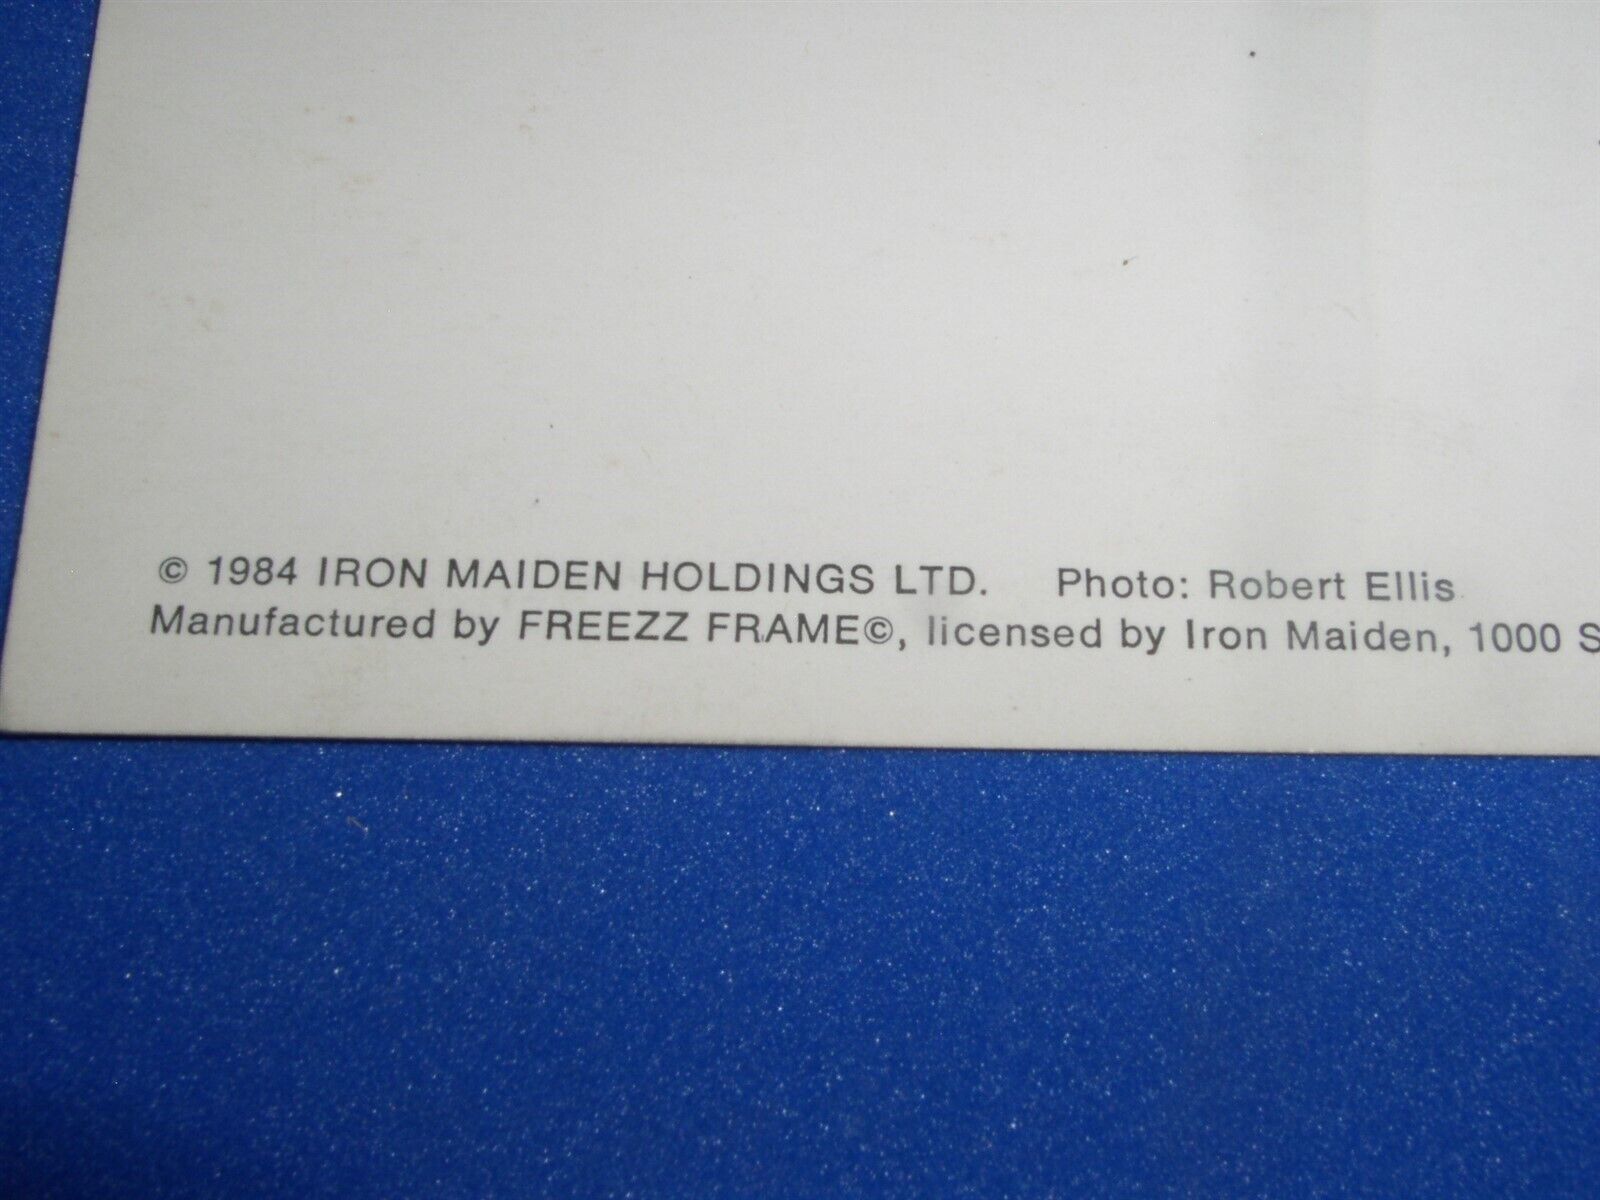 © 1984 IRON MAIDEN HOLDINGS LTD. Photo: Robert Ellis
Manufactured by FREEZZ FRAME©, licensed by Iron Maiden, 1000